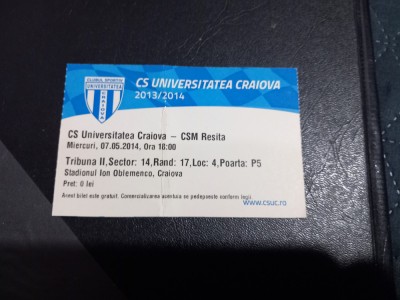 CS UNIVERSITATEA CRAIOVA
2013/2014
CLUBUL SPORTIV
UNIVERSITATEA
CRAIOVA
CS Universitatea Craiova – CSM Resita
Miercuri, 07.05.2014, Ora 18:00
Tribuna II,Sector: 14,Rand: 17,Loc: 4,Poarta: P5
Stadionul Ion Oblemenco, Craiova
Pret: 0 lei
Acest bilet este gratuit. Comercializarea acestuia se pedepseste conform legii.
www.csuc.ro